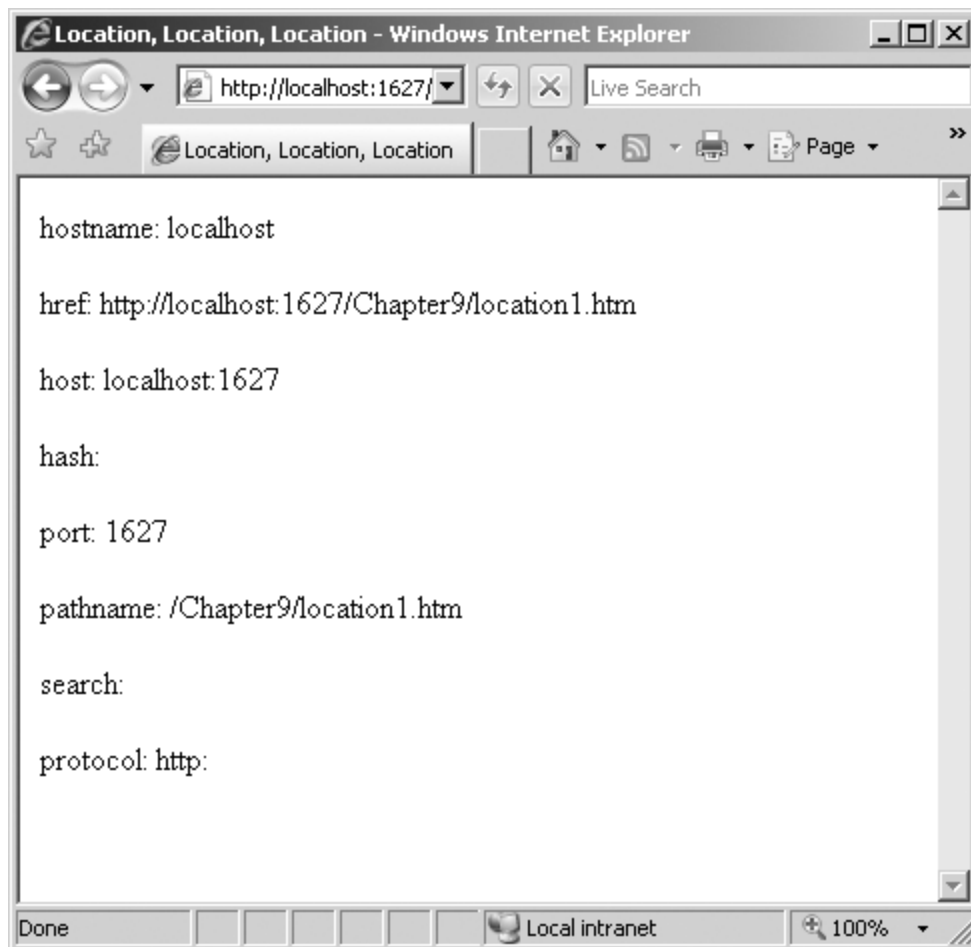 Location, Location, Location - Windows Internet Explorer
http://localhost:1627/
Live Search
Location, Location, Location
Page
»
hostname: localhost
href: http://localhost:1627/Chapter9/location1.htm
host: localhost:1627
hash:
port: 1627
pathname: /Chapter9/location1.htm
search:
protocol: http:
Done
Local intranet
100%